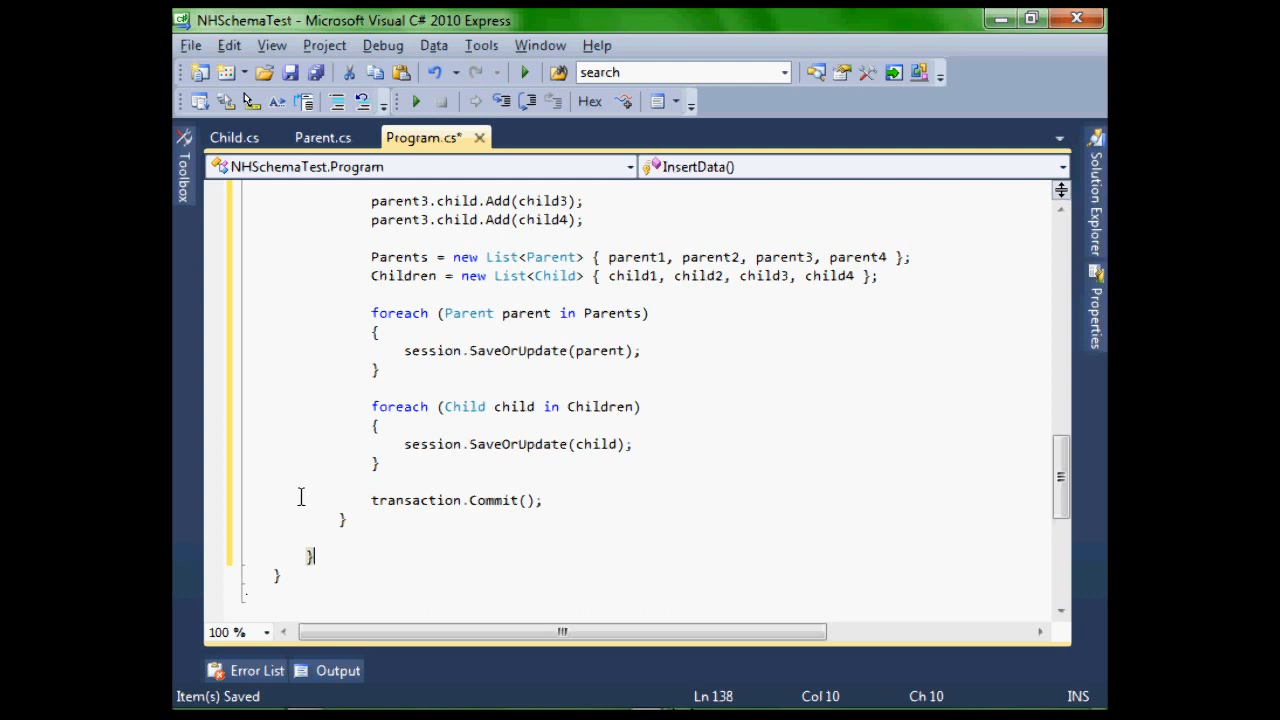 NHSchemaTest - Microsoft Visual C# 2010 Express
File Edit View Project Debug Data Tools Window Help
search
Hex
Toolbox
Child.cs Parent.cs Program.cs*
Solution Explorer
Properties
NHSchemaTest.Program InsertData()
parent3.child.Add(child3);
parent3.child.Add(child4);
Parents = new List<Parent> { parent1, parent2, parent3, parent4 };
Children = new List<Child> { child1, child2, child3, child4 };
foreach (Parent parent in Parents)
{
session.SaveOrUpdate(parent);
}
foreach (Child child in Children)
{
session.SaveOrUpdate(child);
}
transaction.Commit();
}
}
}
100 %
Error List Output
Item(s) Saved Ln 138 Col 10 Ch 10 INS